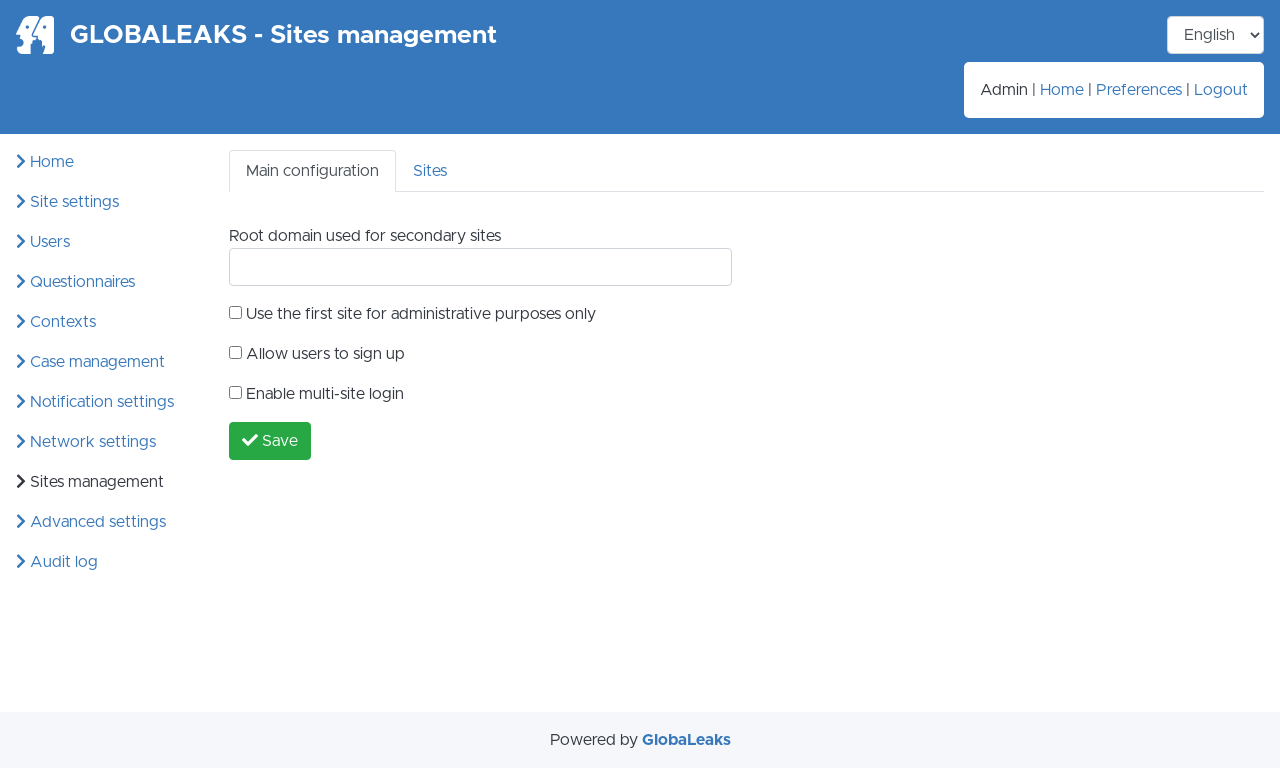 GLOBALEAKS - Sites management
English
Admin | Home | Preferences | Logout
Home
Site settings
Users
Questionnaires
Contexts
Case management
Notification settings
Network settings
Sites management
Advanced settings
Audit log
Main configuration
Sites
Root domain used for secondary sites
Use the first site for administrative purposes only
Allow users to sign up
Enable multi-site login
Save
Powered by GlobaLeaks